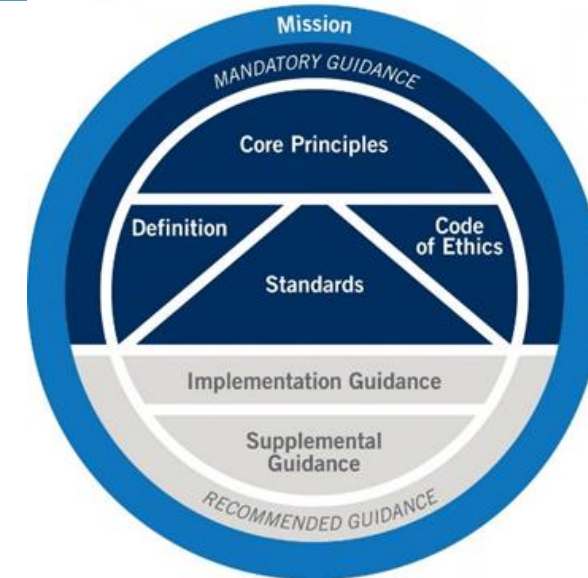 Mission
MANDATORY GUIDANCE
Core Principles
Definition
Code
of Ethics
Standards
Implementation Guidance
Supplemental
Guidance
RECOMMENDED GUIDANCE